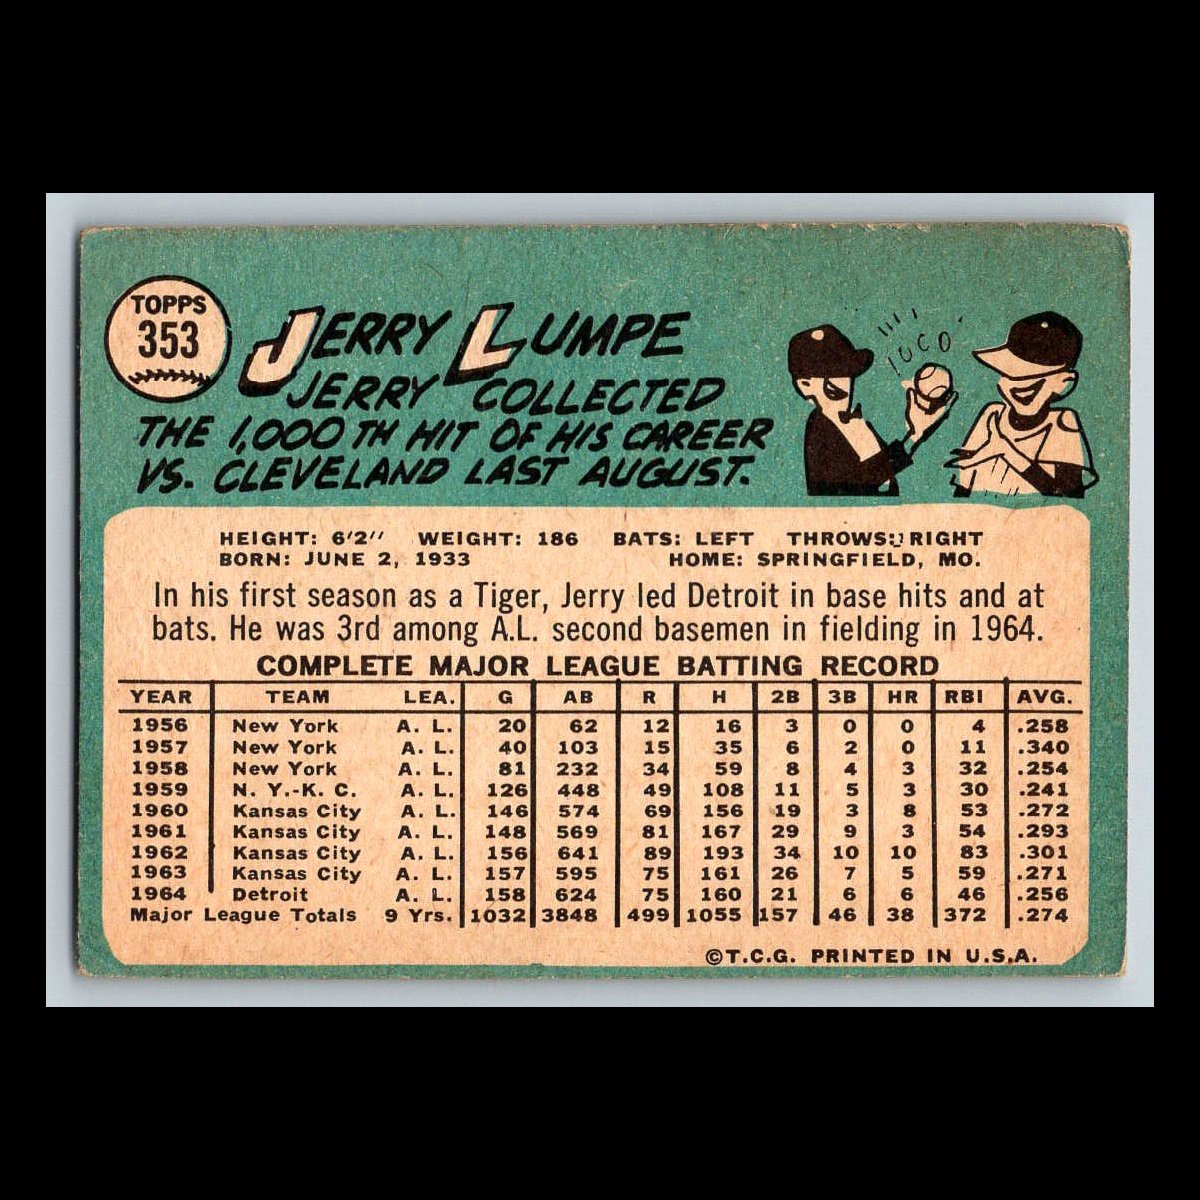 TOPPS
353
JERRY LUMPE
JERRY COLLECTED
THE 1,000 TH HIT OF HIS CAREER
VS. CLEVELAND LAST AUGUST.
1000
HEIGHT: 6'2" WEIGHT: 186 BATS: LEFT THROWS: RIGHT
BORN: JUNE 2, 1933 HOME: SPRINGFIELD, MO.
In his first season as a Tiger, Jerry led Detroit in base hits and at
bats. He was 3rd among A.L. second basemen in fielding in 1964.
COMPLETE MAJOR LEAGUE BATTING RECORD
YEAR TEAM LEA. G AB R H 2B 3B HR RBI AVG.
1956 New York A. L. 20 62 12 16 3 0 0 4 .258
1957 New York A. L. 40 103 15 35 6 2 0 11 .340
1958 New York A. L. 81 232 34 59 8 4 3 32 .254
1959 N. Y.-K. C. A. L. 126 448 49 108 11 5 3 30 .241
1960 Kansas City A. L. 146 574 69 156 19 3 8 53 .272
1961 Kansas City A. L. 148 569 81 167 29 9 3 54 .293
1962 Kansas City A. L. 156 641 89 193 34 10 10 83 .301
1963 Kansas City A. L. 157 595 75 161 26 7 5 59 .271
1964 Detroit A. L. 158 624 75 160 21 6 6 46 .256
Major League Totals 9 Yrs. 1032 3848 499 1055 157 46 38 372 .274
©T.C.G. PRINTED IN U.S.A.